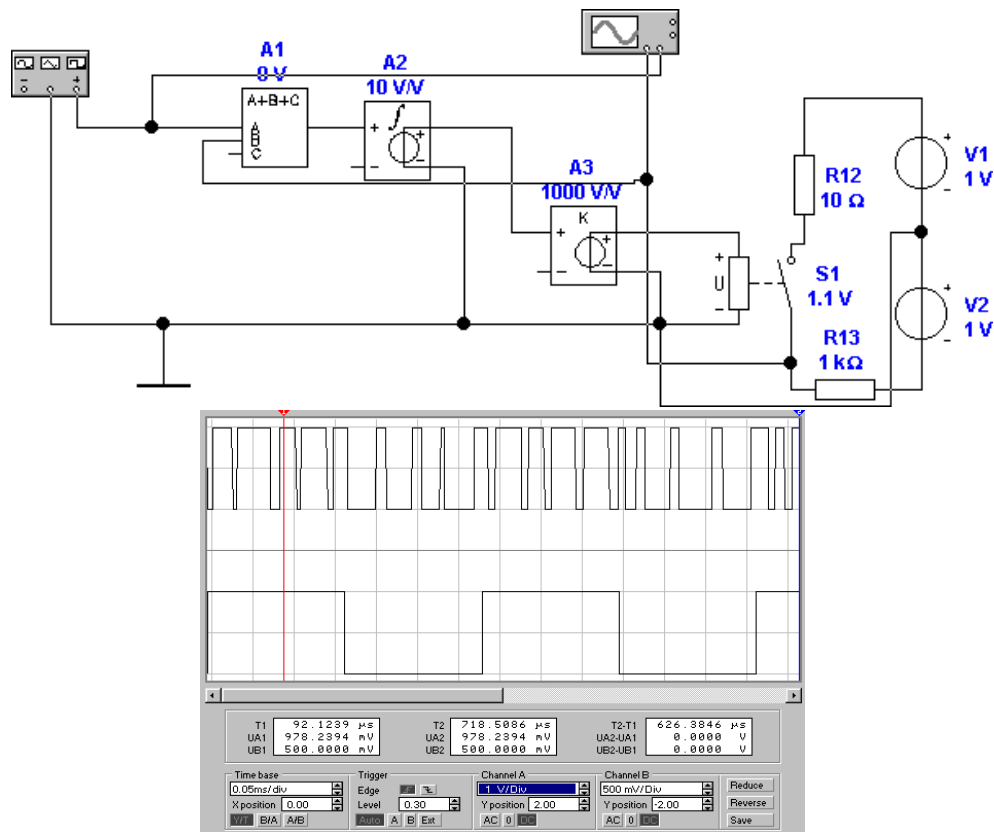 A1
0 V
A2
10 V/V
A+B+C
A
B
C
A3
1000 V/V
K
R12
10 Ω
V1
1 V
U
S1
1.1 V
V2
1 V
R13
1 kΩ
1
2
T1 92.1239 µs
UA1 978.2394 mV
UB1 500.0000 mV
T2 718.5086 µs
UA2 978.2394 mV
UB2 500.0000 mV
T2-T1 626.3846 µs
UA2-UA1 0.0000 V
UB2-UB1 0.0000 V
Time base
0.05ms/div
X position 0.00
Y/T B/A A/B
Trigger
Edge
Level 0.30
Auto A B Ext
Channel A
1 V/Div
Y position 2.00
AC 0 DC
Channel B
500 mV/Div
Y position -2.00
AC 0 DC
Reduce
Reverse
Save